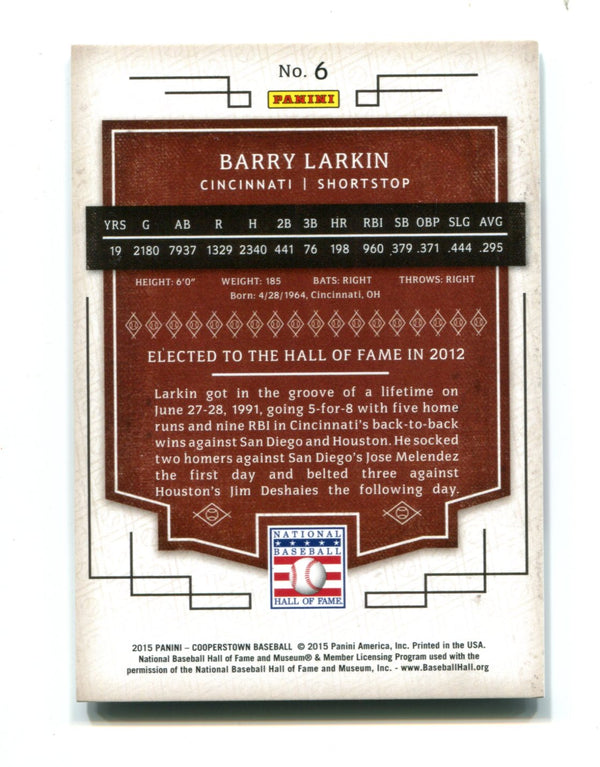 No. 6
PANINI
BARRY LARKIN
CINCINNATI | SHORTSTOP
YRS G AB R H 2B 3B HR RBI SB OBP SLG AVG
19 2180 7937 1329 2340 441 76 198 960 .379 .371 .444 .295
HEIGHT: 6'0" WEIGHT: 185 BATS: RIGHT THROWS: RIGHT
Born: 4/28/1964, Cincinnati, OH
ELECTED TO THE HALL OF FAME IN 2012
Larkin got in the groove of a lifetime on
June 27-28, 1991, going 5-for-8 with five home
runs and nine RBI in Cincinnati's back-to-back
wins against San Diego and Houston. He socked
two homers against San Diego's Jose Melendez
the first day and belted three against
Houston's Jim Deshaies the following day.
NATIONAL
BASEBALL
HALL OF FAME
2015 PANINI – COOPERSTOWN BASEBALL © 2015 Panini America, Inc. Printed in the USA.
National Baseball Hall of Fame and Museum® & Member Licensing Program used with the
permission of the National Baseball Hall of Fame and Museum, Inc. - www.BaseballHall.org